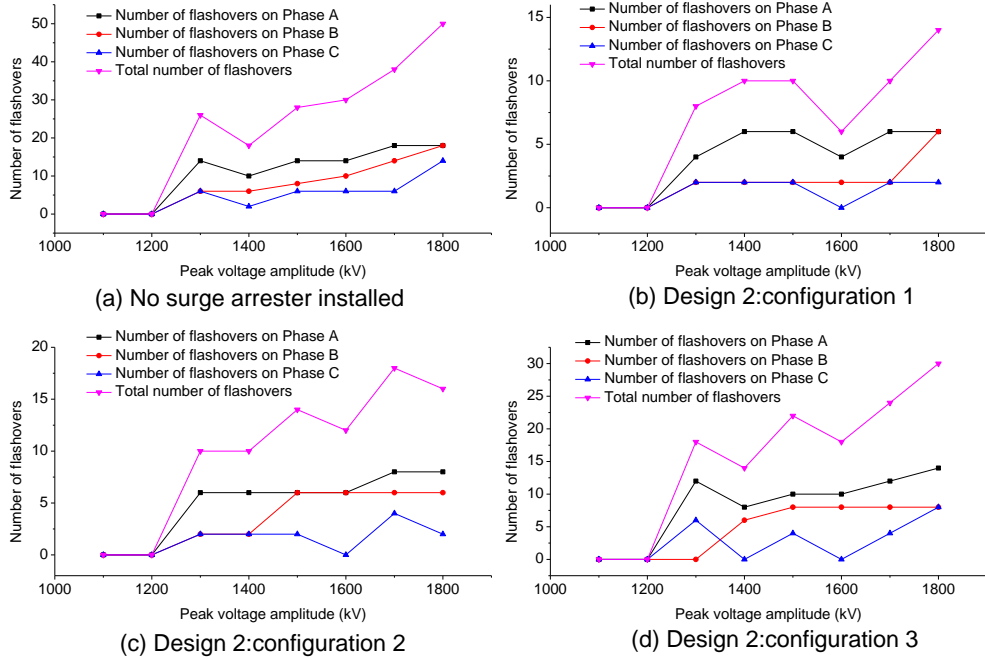 Number of flashovers on Phase A
Number of flashovers on Phase B
Number of flashovers on Phase C
Total number of flashovers
Number of flashovers
50
40
30
20
10
0
1000
1200
1400
1600
1800
Peak voltage amplitude (kV)
(a) No surge arrester installed
Number of flashovers on Phase A
Number of flashovers on Phase B
Number of flashovers on Phase C
Total number of flashovers
Number of flashovers
15
10
5
0
1000
1200
1400
1600
1800
Peak voltage amplitude (kV)
(b) Design 2:configuration 1
Number of flashovers on Phase A
Number of flashovers on Phase B
Number of flashovers on Phase C
Total number of flashovers
Number of flashovers
20
15
10
5
0
1000
1200
1400
1600
1800
Peak voltage amplitude (kV)
(c) Design 2:configuration 2
Number of flashovers on Phase A
Number of flashovers on Phase B
Number of flashovers on Phase C
Total number of flashovers
Number of flashovers
30
25
20
15
10
5
0
1000
1200
1400
1600
1800
Peak voltage amplitude (kV)
(d) Design 2:configuration 3